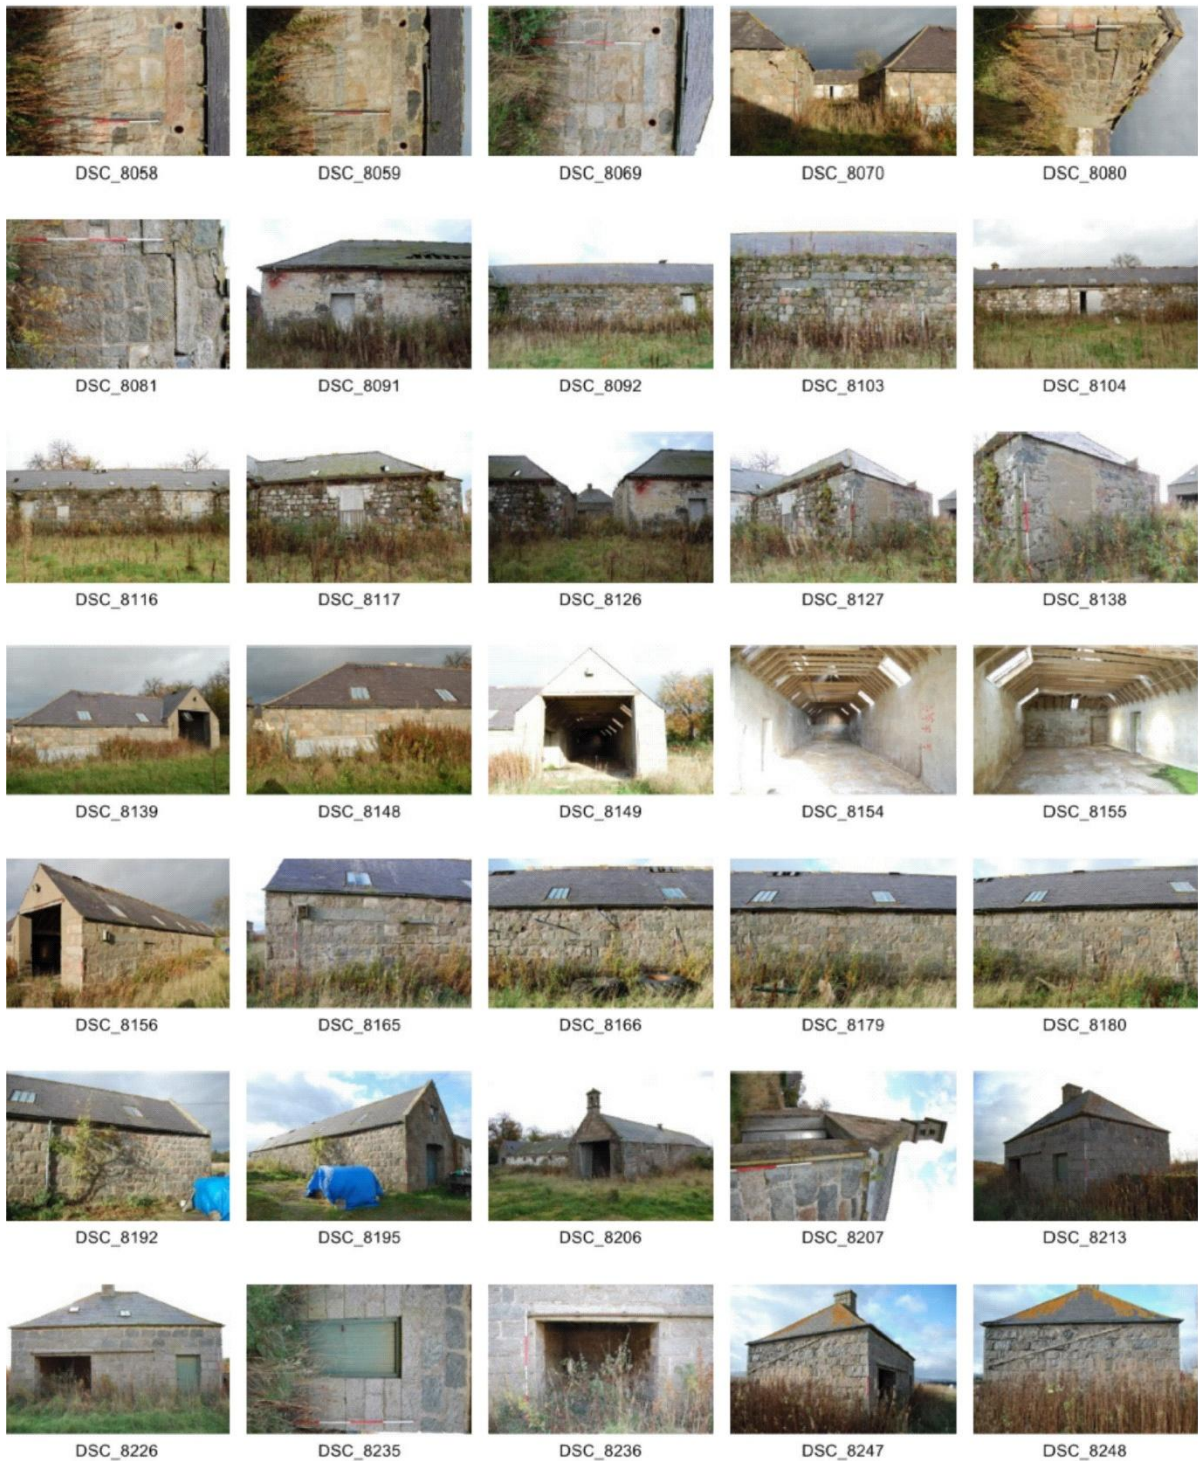 DSC_8058 DSC_8059 DSC_8069 DSC_8070 DSC_8080
DSC_8081 DSC_8091 DSC_8092 DSC_8103 DSC_8104
DSC_8116 DSC_8117 DSC_8126 DSC_8127 DSC_8138
DSC_8139 DSC_8148 DSC_8149 DSC_8154 DSC_8155
DSC_8156 DSC_8165 DSC_8166 DSC_8179 DSC_8180
DSC_8192 DSC_8195 DSC_8206 DSC_8207 DSC_8213
DSC_8226 DSC_8235 DSC_8236 DSC_8247 DSC_8248